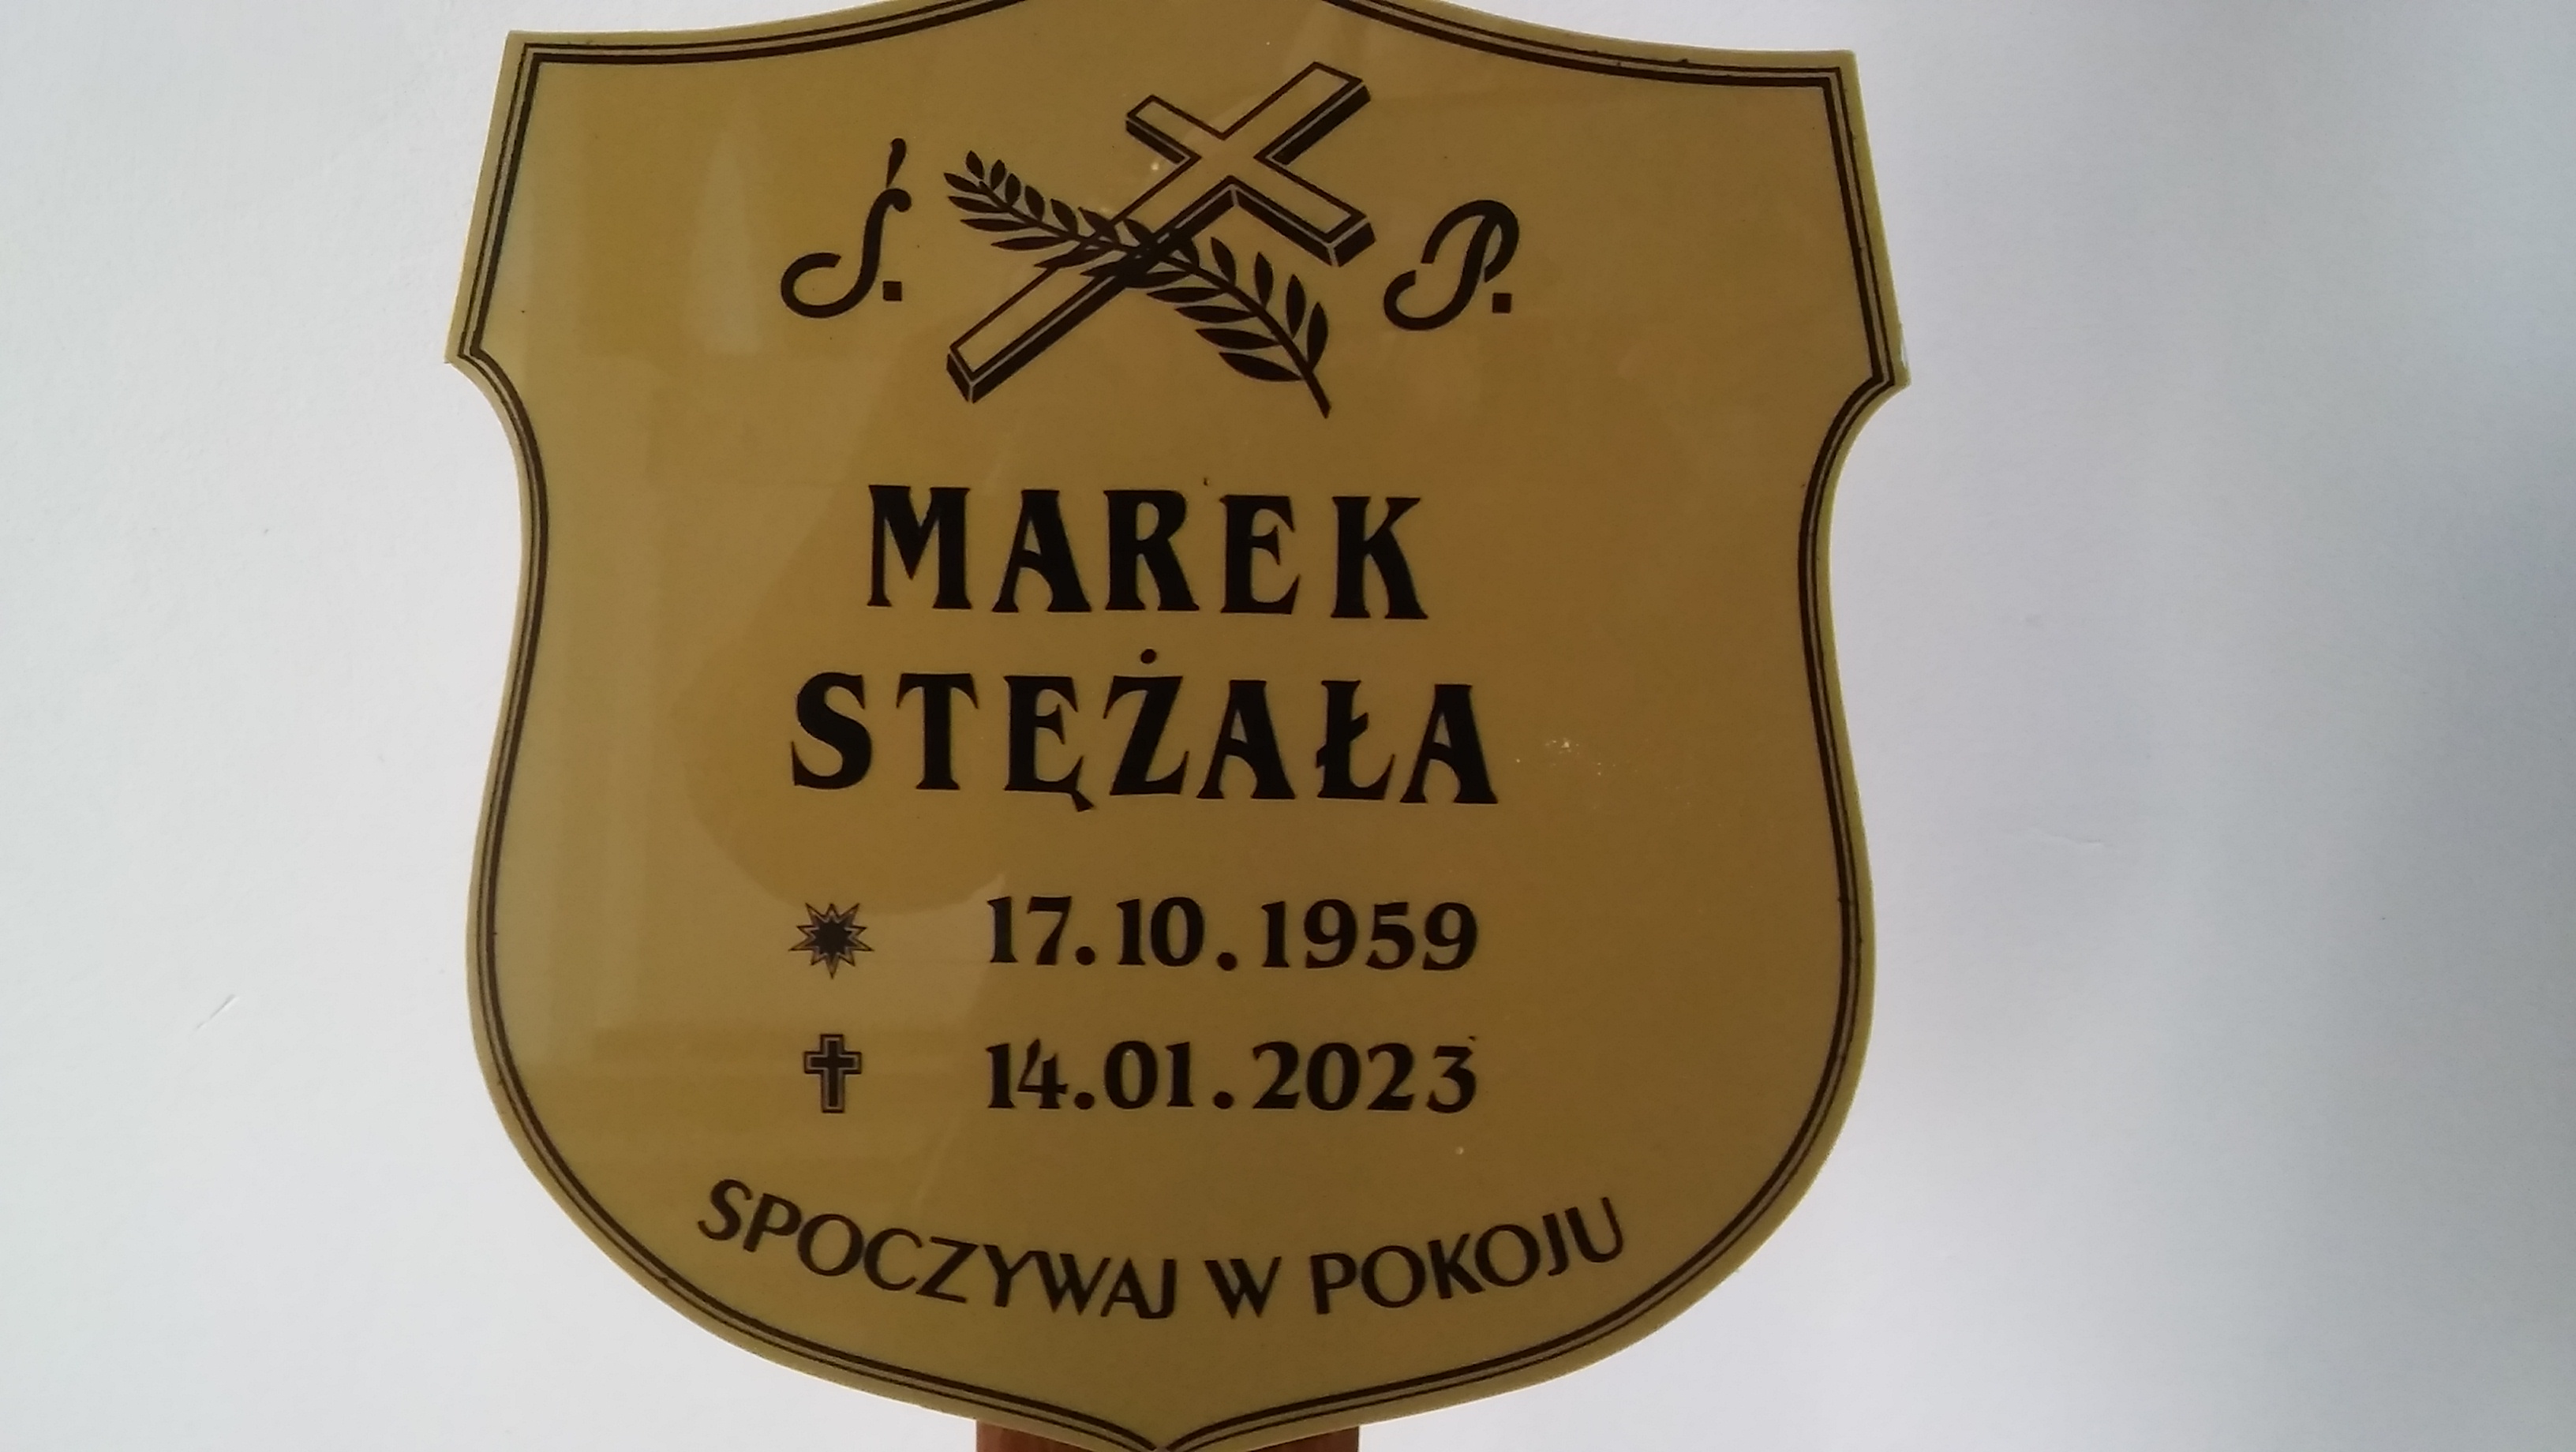 Ś. P.
MAREK
STĘŻAŁA
17.10.1959
14.01.2023
SPOCZYWAJ W POKOJU